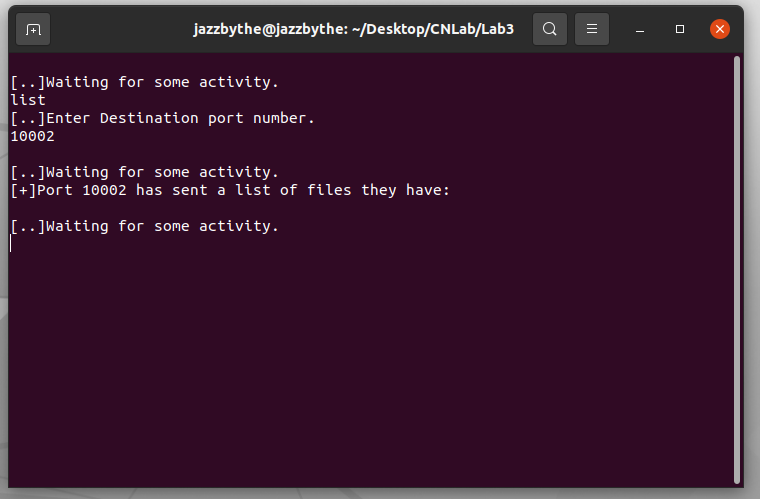 jazzbythe@jazzbythe: ~/Desktop/CNLab/Lab3
[..]Waiting for some activity.
list
[..]Enter Destination port number.
10002
[..]Waiting for some activity.
[+]Port 10002 has sent a list of files they have:
[..]Waiting for some activity.